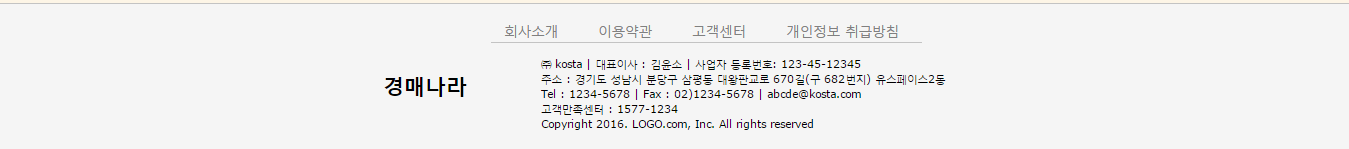 회사소개 이용약관 고객센터 개인정보 취급방침
경매나라
㈜ kosta | 대표이사 : 김윤소 | 사업자 등록번호: 123-45-12345
주소 : 경기도 성남시 분당구 삼평동 대왕판교로 670길(구 682번지) 유스페이스2동
Tel : 1234-5678 | Fax : 02)1234-5678 | abcde@kosta.com
고객만족센터 : 1577-1234
Copyright 2016. LOGO.com, Inc. All rights reserved